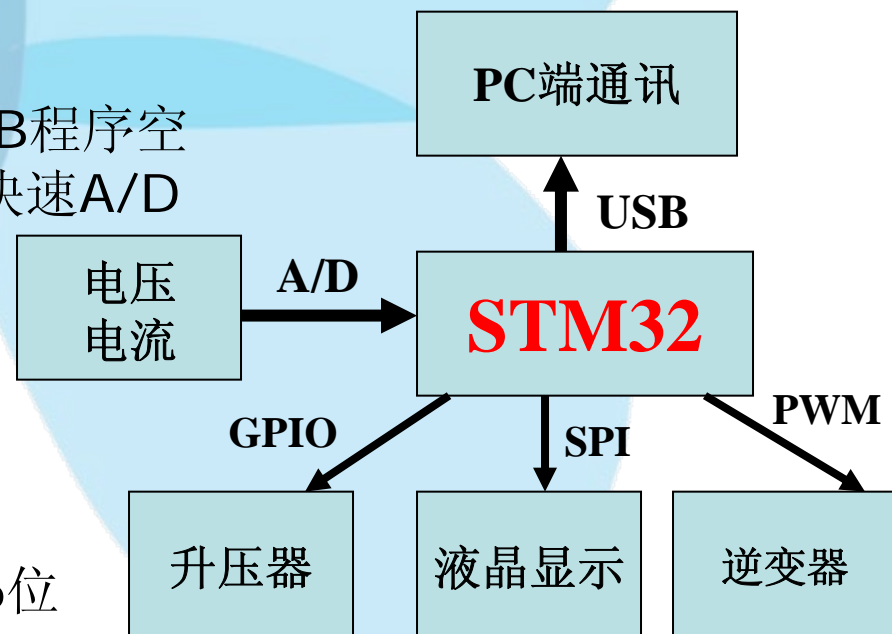 PC端通讯
B程序空
快速A/D
USB
电压
电流
A/D
STM32
GPIO
SPI
PWM
升压器
液晶显示
逆变器
位